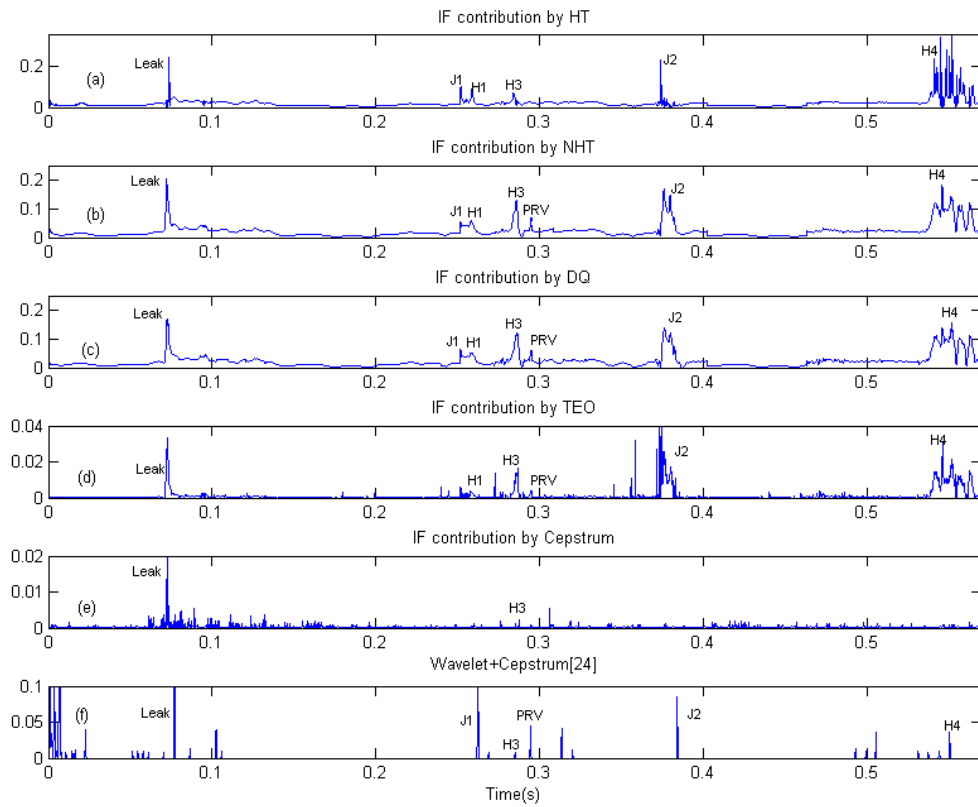 IF contribution by HT
0.2
0
(a)
Leak
J1
H1
H3
J2
H4
0 0.1 0.2 0.3 0.4 0.5
IF contribution by NHT
0.2
0.1
0
(b)
Leak
J1
H1
H3
PRV
J2
H4
0 0.1 0.2 0.3 0.4 0.5
IF contribution by DQ
0.2
0.1
0
(c)
Leak
J1
H1
H3
PRV
J2
H4
0 0.1 0.2 0.3 0.4 0.5
IF contribution by TEO
0.04
0.02
0
(d)
Leak
H1
H3
PRV
J2
H4
0 0.1 0.2 0.3 0.4 0.5
IF contribution by Cepstrum
0.02
0.01
0
(e)
Leak
H3
0 0.1 0.2 0.3 0.4 0.5
Wavelet+Cepstrum[24]
0.1
0.05
0
(f)
Leak
J1
H3
PRV
J2
H4
0 0.1 0.2 0.3 0.4 0.5
Time(s)